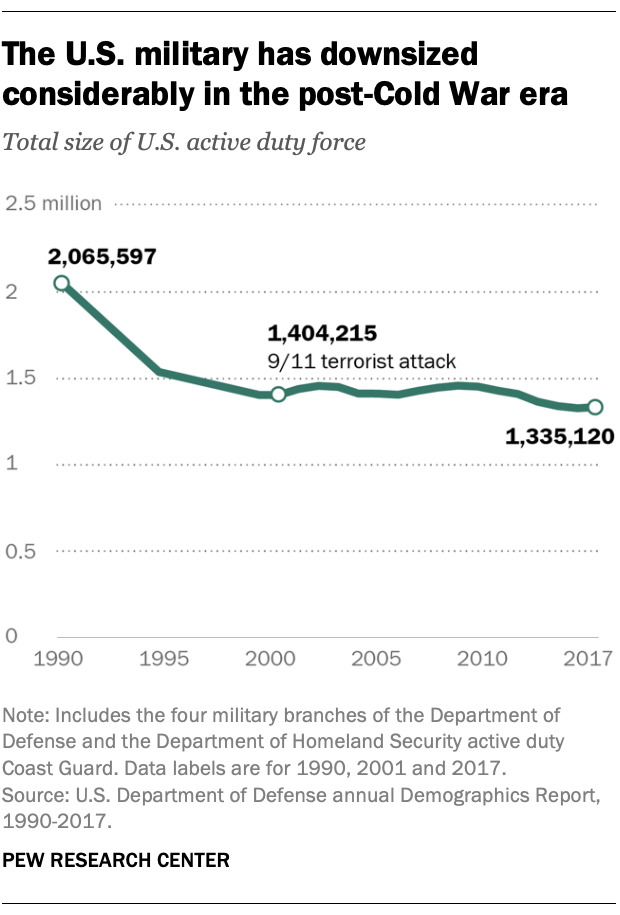 The U.S. military has downsized
considerably in the post-Cold War era
Total size of U.S. active duty force
2.5 million
2,065,597
2
1,404,215
9/11 terrorist attack
1.5
1,335,120
1
0.5
0
1990 1995 2000 2005 2010 2017
Note: Includes the four military branches of the Department of
Defense and the Department of Homeland Security active duty
Coast Guard. Data labels are for 1990, 2001 and 2017.
Source: U.S. Department of Defense annual Demographics Report,
1990-2017.
PEW RESEARCH CENTER